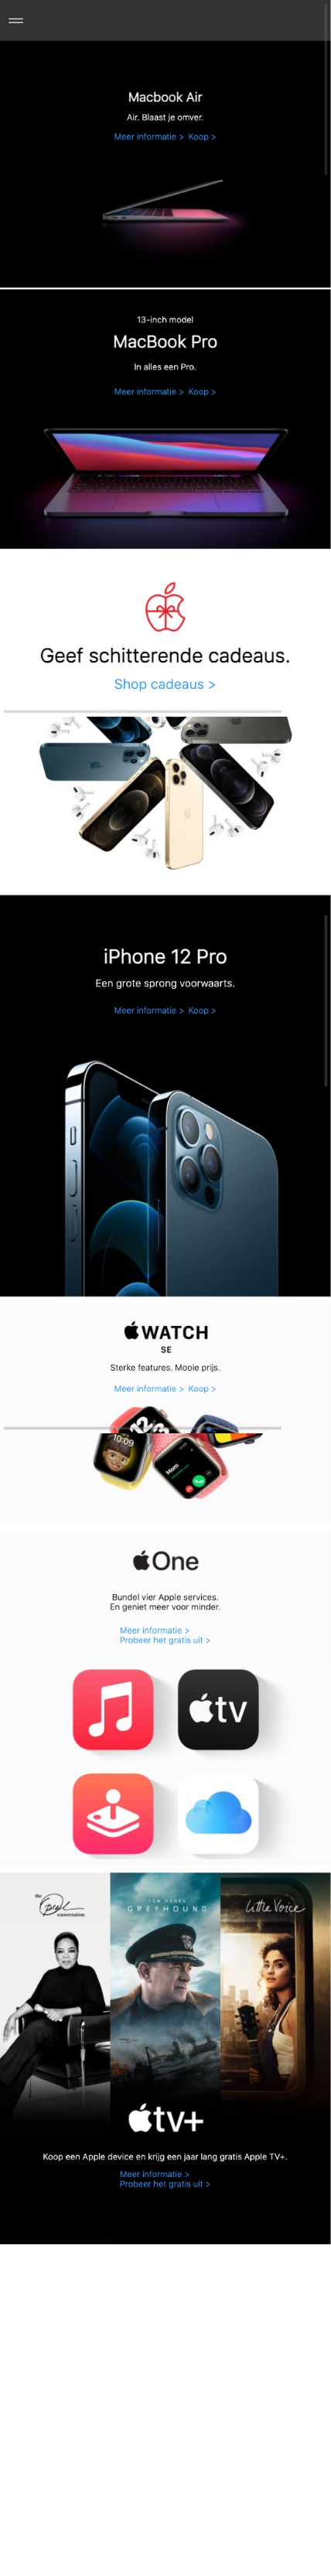 Macbook Air
Air. Blaast je omver.
Meer informatie > Koop >
13-inch model
MacBook Pro
In alles een Pro.
Meer informatie > Koop >
Geef schitterende cadeaus.
Shop cadeaus >
iPhone 12 Pro
Een grote sprong voorwaarts.
Meer informatie > Koop >
WATCH
SE
Sterke features. Mooie prijs.
Meer informatie > Koop >
10:09
Mom
One
Bundel vier Apple services.
En geniet meer voor minder.
Meer informatie >
Probeer het gratis uit >
tv
the
Oprah
conversation
TOM HANKS
GREYHOUND
Little Voice
tv+
Koop een Apple device en krijg een jaar lang gratis Apple TV+.
Meer informatie >
Probeer het gratis uit >